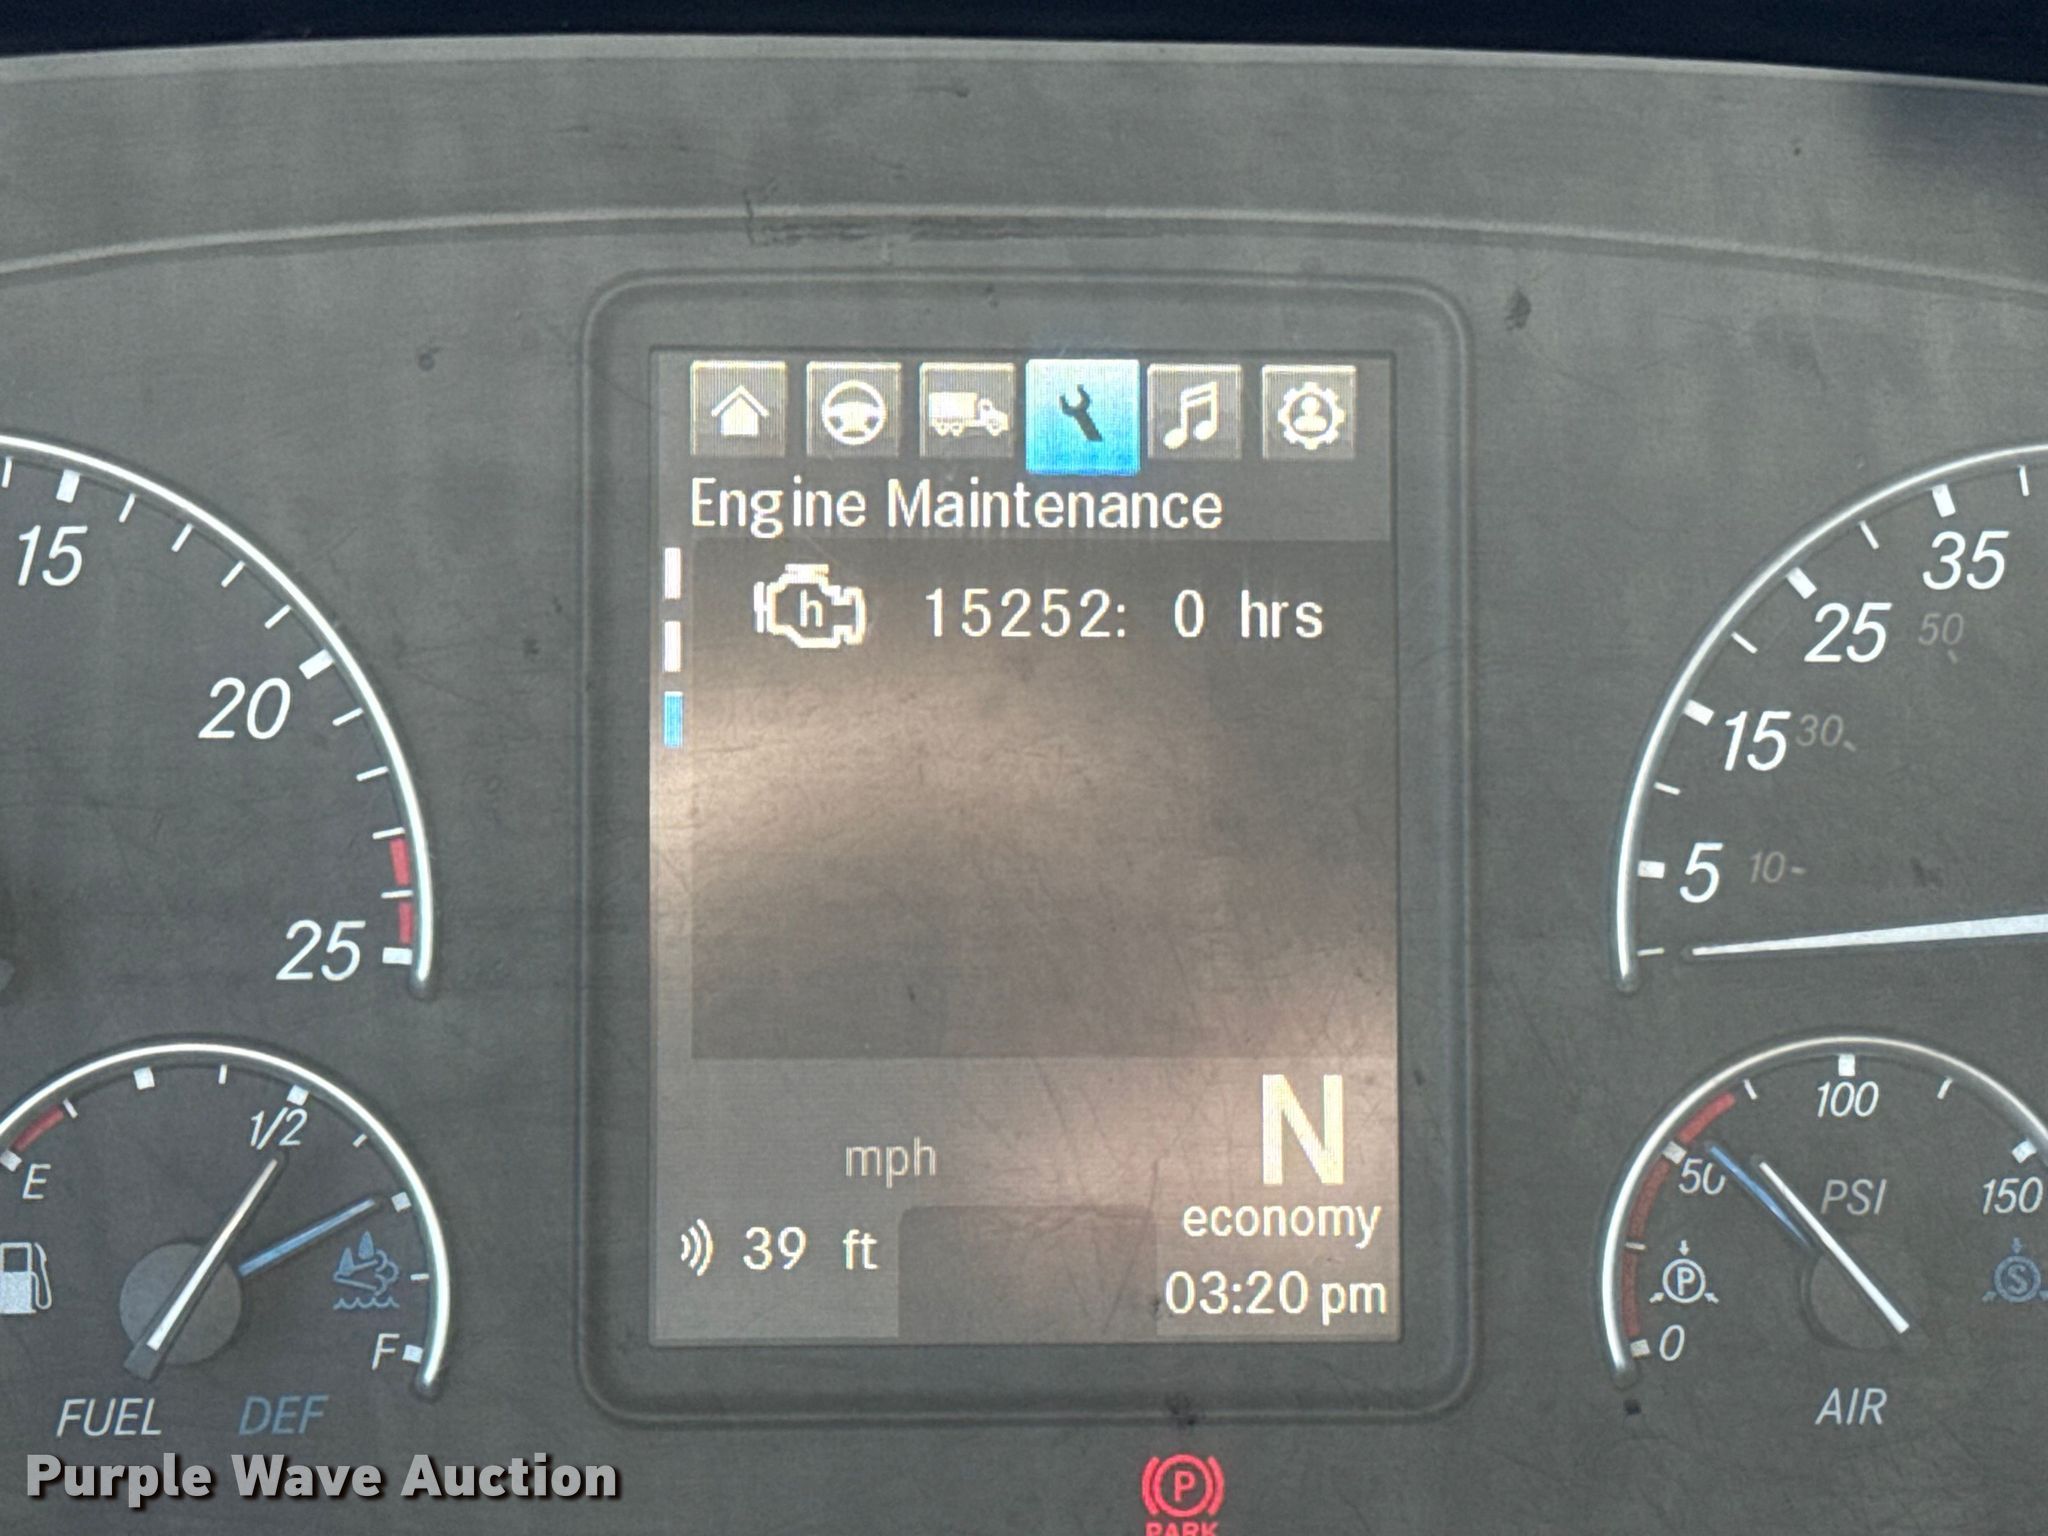 Engine Maintenance
h 15252: 0 hrs
15
20
25
35
25 50
15 30
5 10
mph
N
economy
39 ft
03:20 pm
1/2
E
F
FUEL DEF
100
50 PSI 150
P
S
0
AIR
Purple Wave Auction
P
PARK